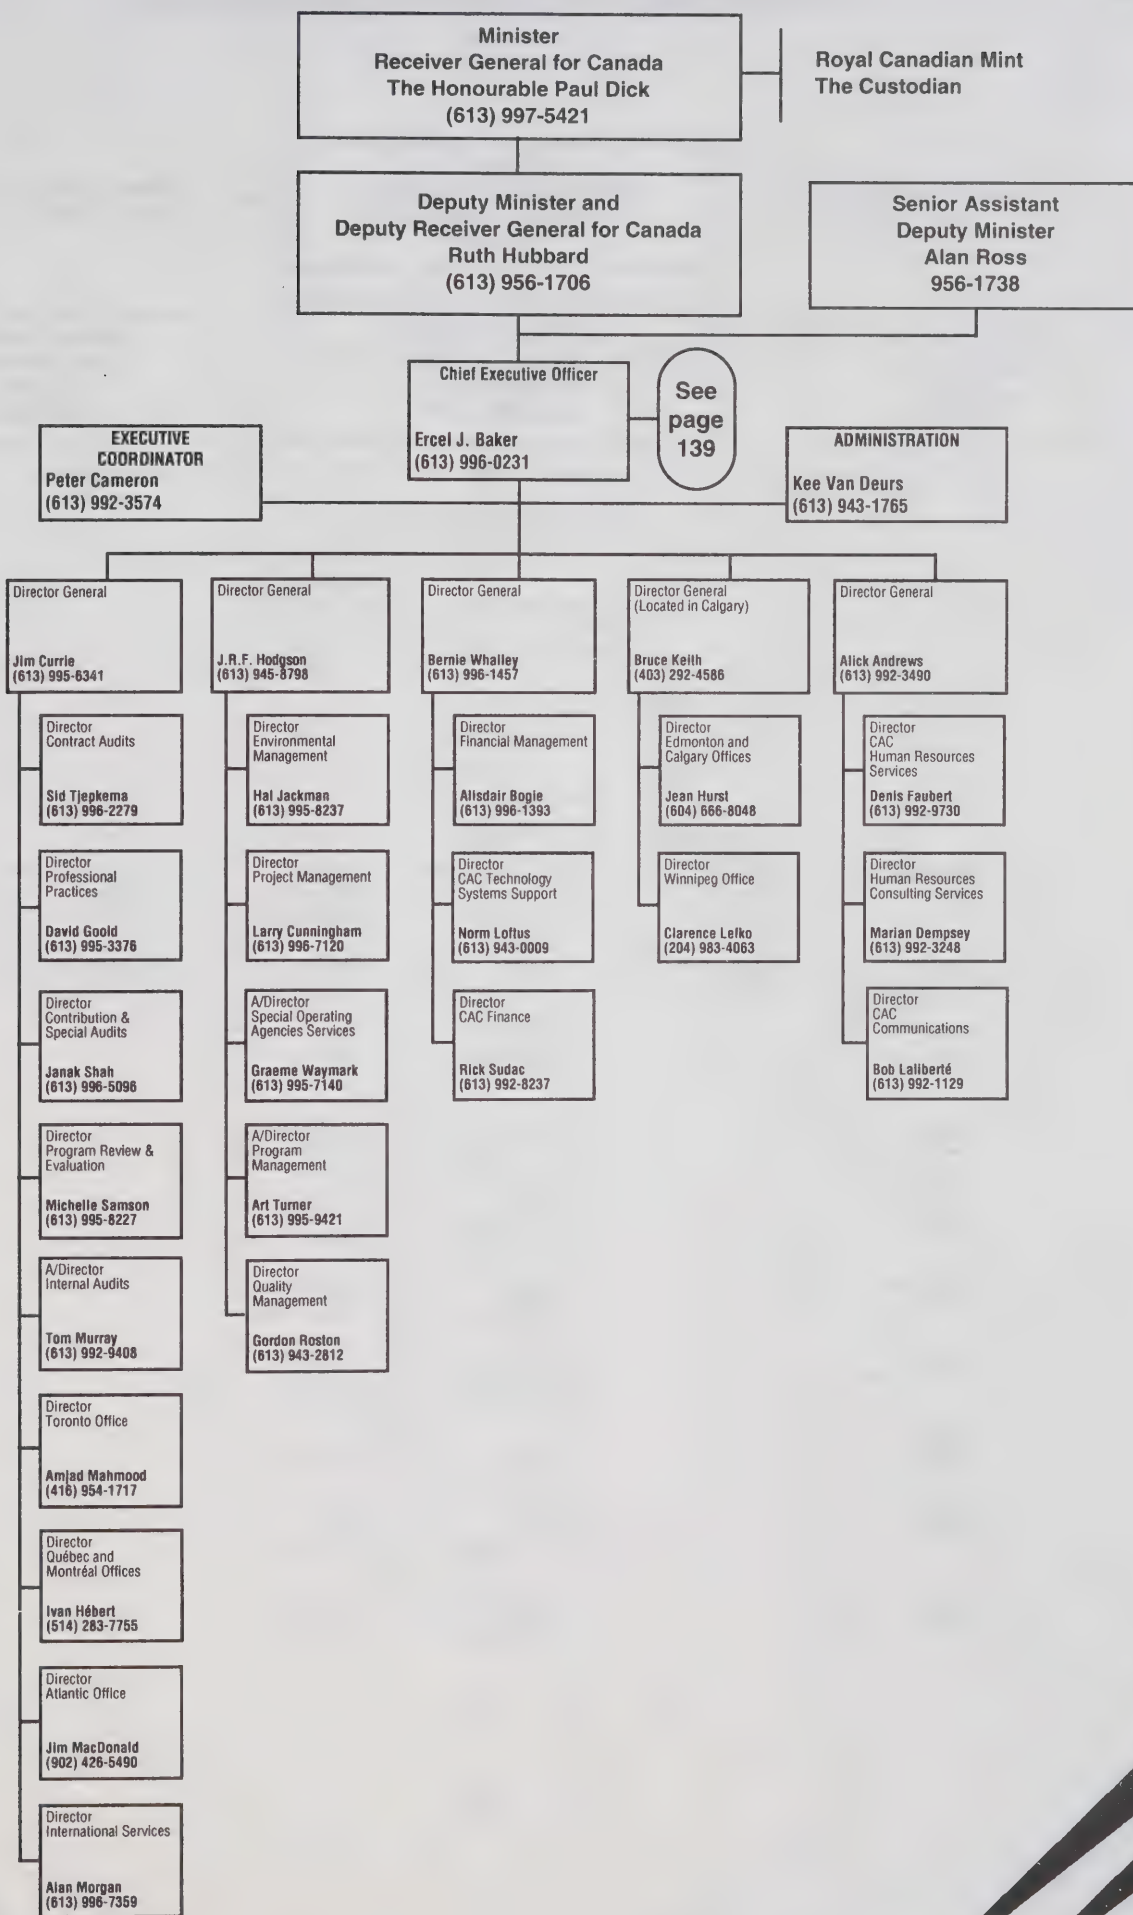 Minister
Receiver General for Canada
The Honourable Paul Dick
(613) 997-5421
Royal Canadian Mint
The Custodian
Deputy Minister and
Deputy Receiver General for Canada
Ruth Hubbard
(613) 956-1706
Senior Assistant
Deputy Minister
Alan Ross
956-1738
Chief Executive Officer
Ercel J. Baker
(613) 996-0231
See
page
139
EXECUTIVE
COORDINATOR
Peter Cameron
(613) 992-3574
ADMINISTRATION
Kee Van Deurs
(613) 943-1765
Director General
Jim Currie
(613) 995-6341
Director General
J.R.F. Hodgson
(613) 945-8798
Director General
Bernie Whalley
(613) 996-1457
Director General
(Located in Calgary)
Bruce Keith
(403) 292-4586
Director General
Alick Andrews
(613) 992-3490
Director
Contract Audits
Sid Tjepkema
(613) 996-2279
Director
Professional
Practices
David Goold
(613) 995-3376
Director
Contribution &
Special Audits
Janak Shah
(613) 996-5096
Director
Program Review &
Evaluation
Michelle Samson
(613) 995-8227
A/Director
Internal Audits
Tom Murray
(613) 992-9408
Director
Toronto Office
Amjad Mahmood
(416) 954-1717
Director
Québec and
Montréal Offices
Ivan Hébert
(514) 283-7755
Director
Atlantic Office
Jim MacDonald
(902) 426-5490
Director
International Services
Alan Morgan
(613) 996-7359
Director
Environmental
Management
Hal Jackman
(613) 995-8237
Director
Project Management
Larry Cunningham
(613) 996-7120
A/Director
Special Operating
Agencies Services
Graeme Waymark
(613) 995-7140
A/Director
Program
Management
Art Turner
(613) 995-9421
Director
Quality
Management
Gordon Roston
(613) 943-2812
Director
Financial Management
Alisdair Bogie
(613) 996-1393
Director
CAC Technology
Systems Support
Norm Loftus
(613) 943-0009
Director
CAC Finance
Rick Sudac
(613) 992-8237
Director
Edmonton and
Calgary Offices
Jean Hurst
(604) 666-8048
Director
Winnipeg Office
Clarence Lefko
(204) 983-4063
Director
CAC
Human Resources
Services
Denis Faubert
(613) 992-9730
Director
Human Resources
Consulting Services
Marian Dempsey
(613) 992-3248
Director
CAC
Communications
Bob Laliberté
(613) 992-1129